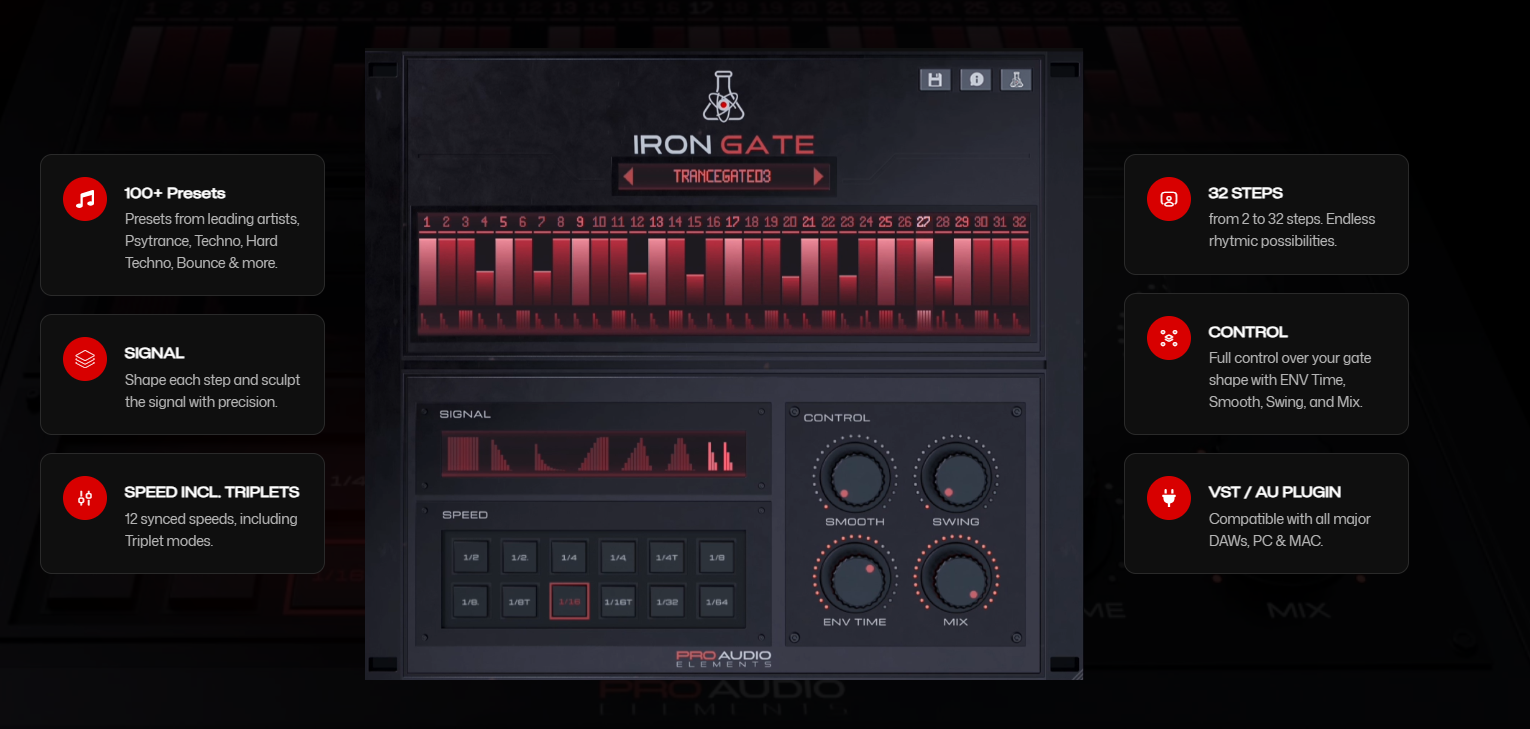 100+ Presets
Presets from leading artists,
Psytrance, Techno, Hard
Techno, Bounce & more.
SIGNAL
Shape each step and sculpt
the signal with precision.
SPEED INCL. TRIPLETS
12 synced speeds, including
Triplet modes.
IRON GATE
TRANCEGATE03
1 2 3 4 5 6 7 8 9 10 11 12 13 14 15 16 17 18 19 20 21 22 23 24 25 26 27 28 29 30 31 32
SIGNAL
SPEED
1/2 1/2. 1/4 1/4. 1/4T 1/8
1/8. 1/8T 1/16 1/16T 1/32 1/64
CONTROL
SMOOTH SWING
ENV TIME MIX
PRO AUDIO
ELEMENTS
32 STEPS
from 2 to 32 steps. Endless
rhytmic possibilities.
CONTROL
Full control over your gate
shape with ENV Time,
Smooth, Swing, and Mix.
VST / AU PLUGIN
Compatible with all major
DAWs, PC & MAC.
MIX
PRO AUDIO
ELEMENTS